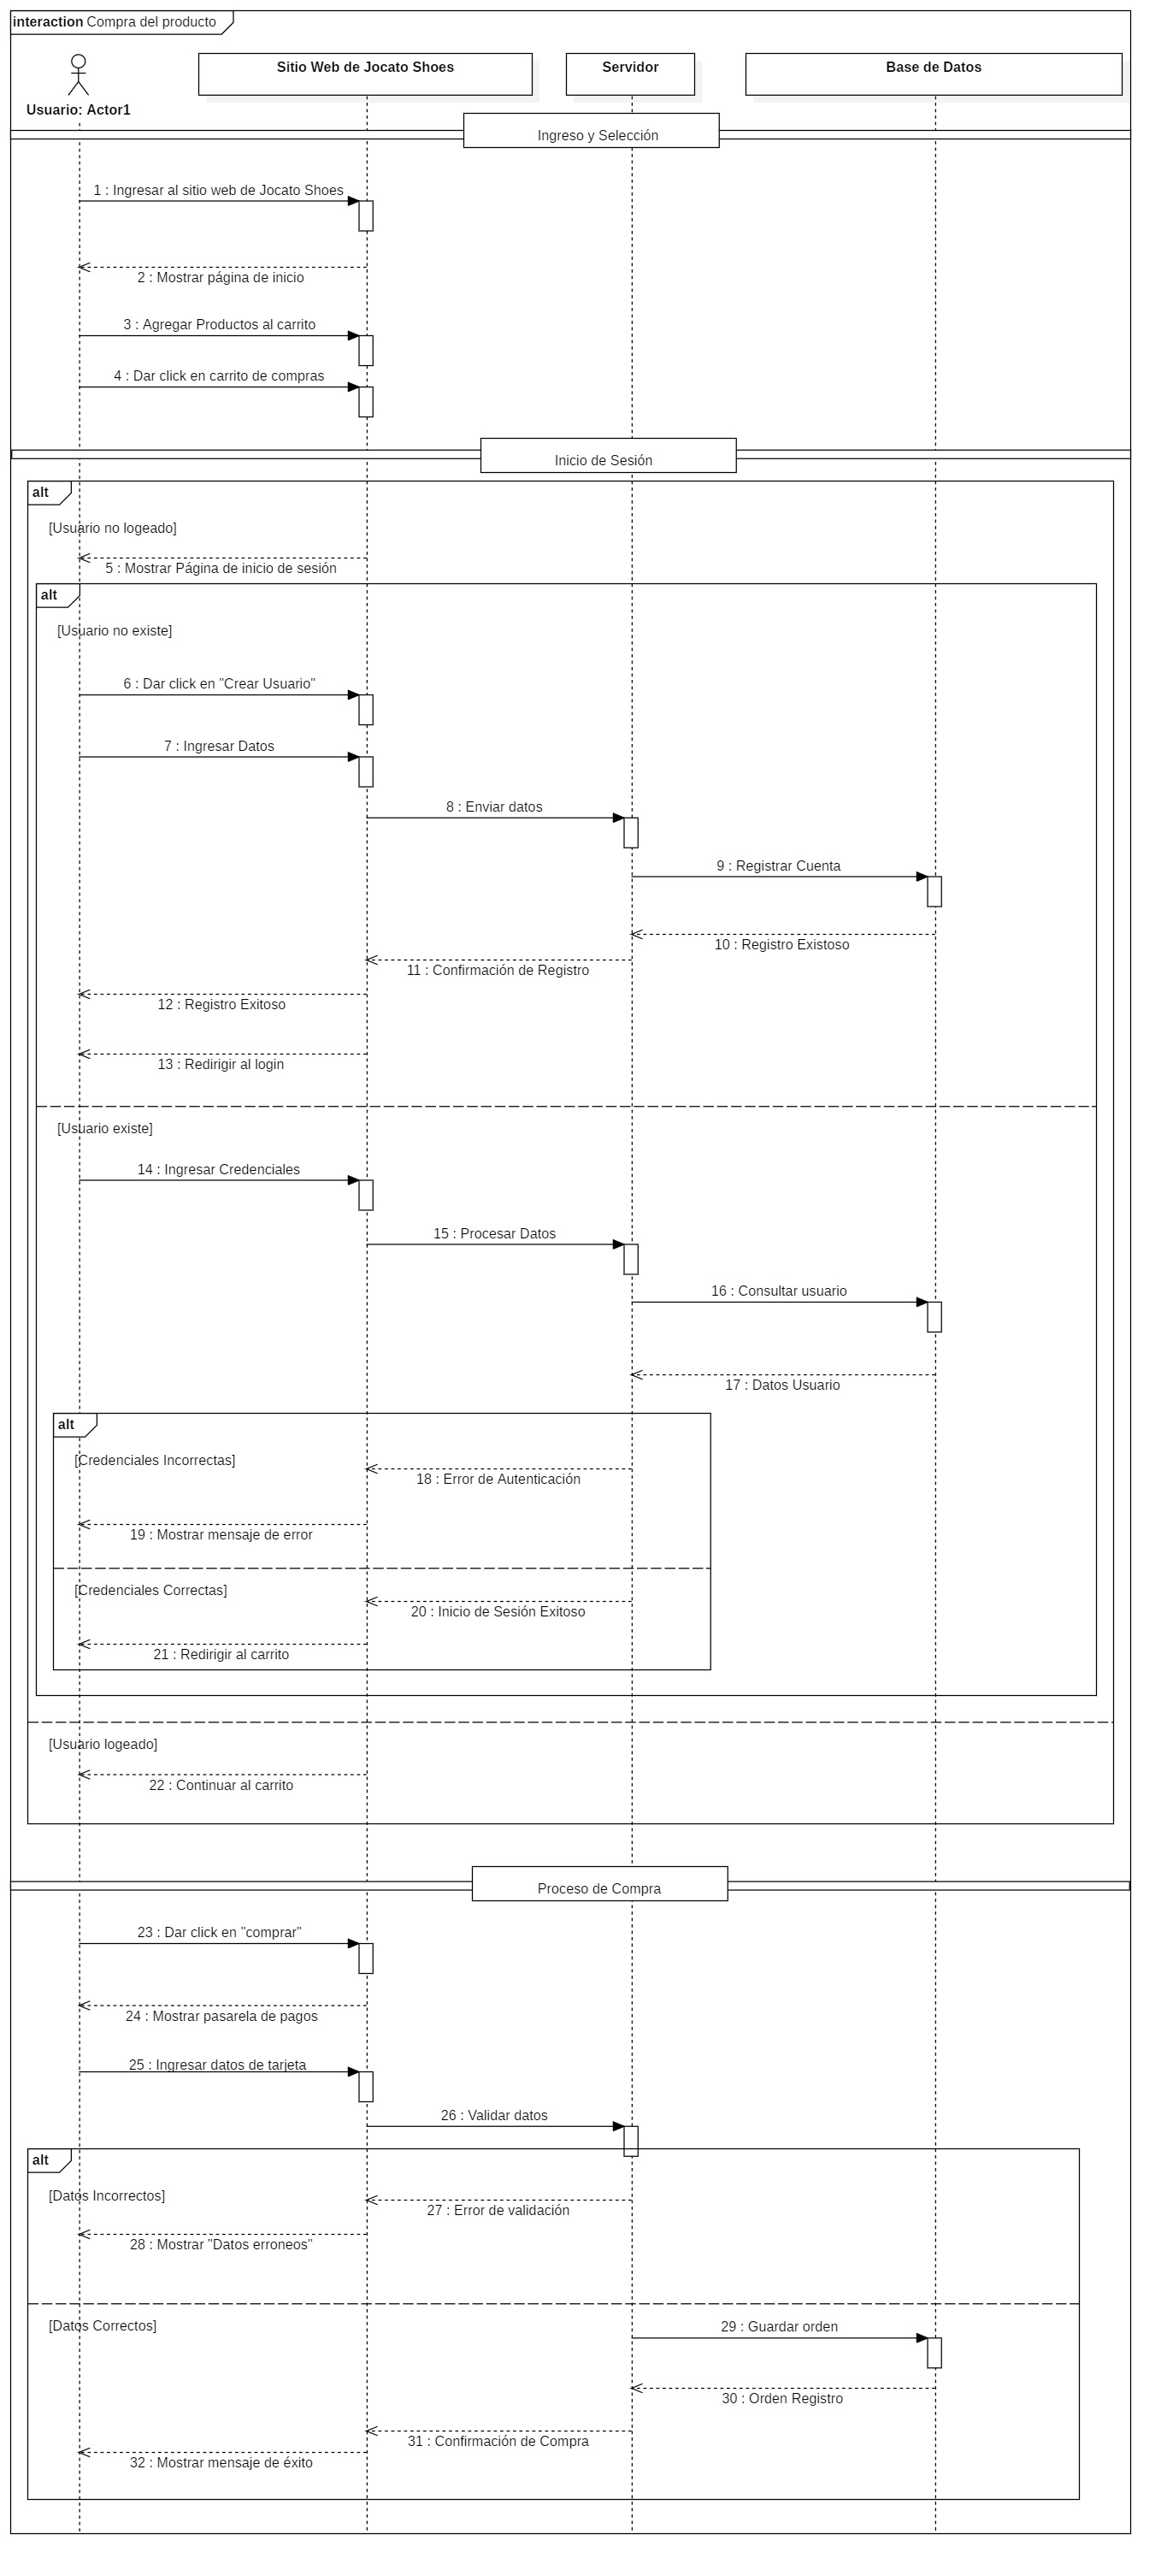 interaction Compra del producto
Usuario: Actor1
Sitio Web de Jocato Shoes
Servidor
Base de Datos
Ingreso y Selección
1 : Ingresar al sitio web de Jocato Shoes
2 : Mostrar página de inicio
3 : Agregar Productos al carrito
4 : Dar click en carrito de compras
Inicio de Sesión
alt
[Usuario no logeado]
5 : Mostrar Página de inicio de sesión
alt
[Usuario no existe]
6 : Dar click en "Crear Usuario"
7 : Ingresar Datos
8 : Enviar datos
9 : Registrar Cuenta
10 : Registro Existoso
11 : Confirmación de Registro
12 : Registro Exitoso
13 : Redirigir al login
[Usuario existe]
14 : Ingresar Credenciales
15 : Procesar Datos
16 : Consultar usuario
17 : Datos Usuario
alt
[Credenciales Incorrectas]
18 : Error de Autenticación
19 : Mostrar mensaje de error
[Credenciales Correctas]
20 : Inicio de Sesión Exitoso
21 : Redirigir al carrito
[Usuario logeado]
22 : Continuar al carrito
Proceso de Compra
23 : Dar click en "comprar"
24 : Mostrar pasarela de pagos
25 : Ingresar datos de tarjeta
26 : Validar datos
alt
[Datos Incorrectos]
27 : Error de validación
28 : Mostrar "Datos erroneos"
[Datos Correctos]
29 : Guardar orden
30 : Orden Registro
31 : Confirmación de Compra
32 : Mostrar mensaje de éxito